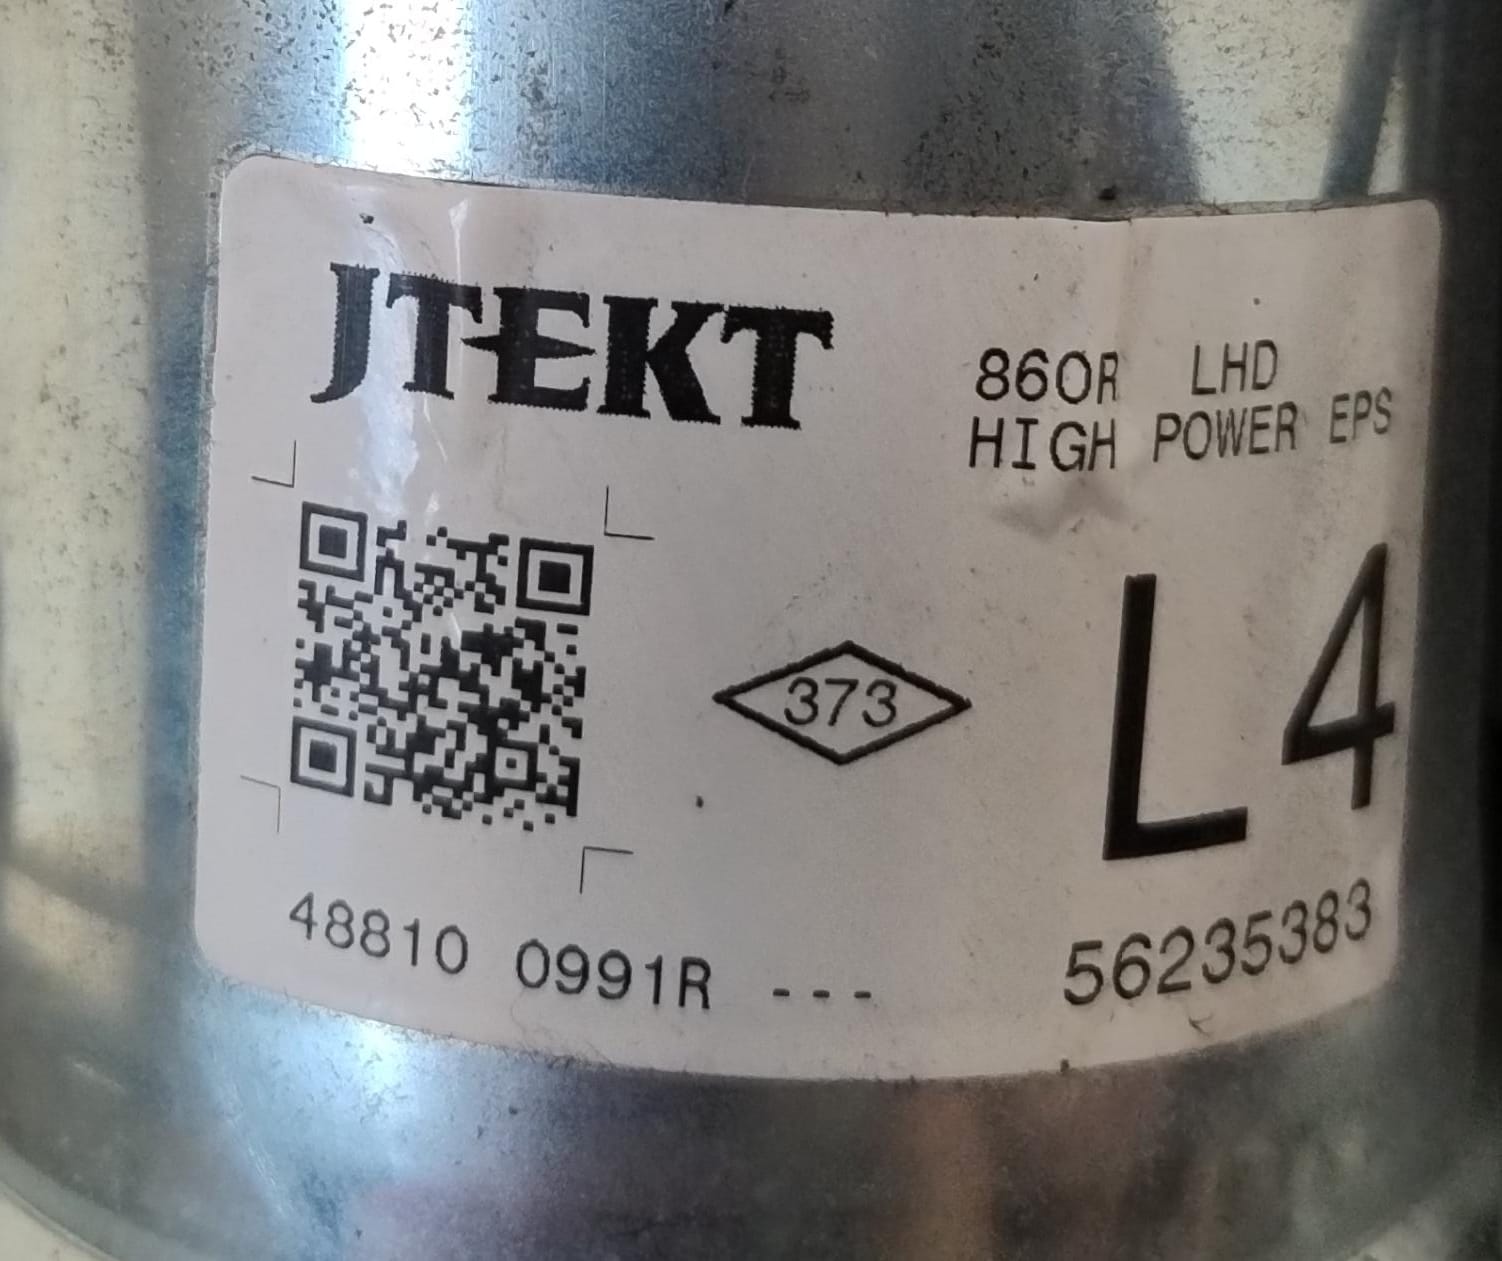 JTEKT
860R LHD
HIGH POWER EPS
373
L4
48810 0991R --- 56235383